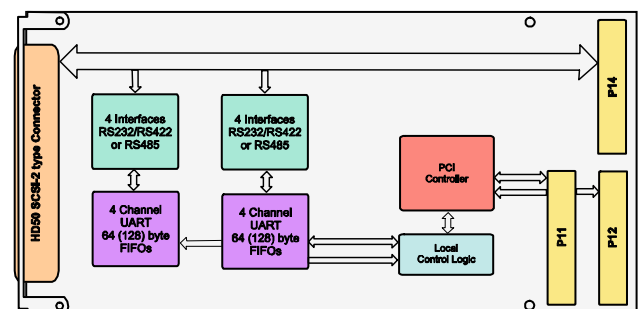 HD50 SCSI-2 type Connector
4 Interfaces
RS232/RS422
or RS485
4 Interfaces
RS232/RS422
or RS485
4 Channel
UART
64 (128) byte
FIFOs
4 Channel
UART
64 (128) byte
FIFOs
PCI
Controller
Local
Control Logic
P14
P11
P12